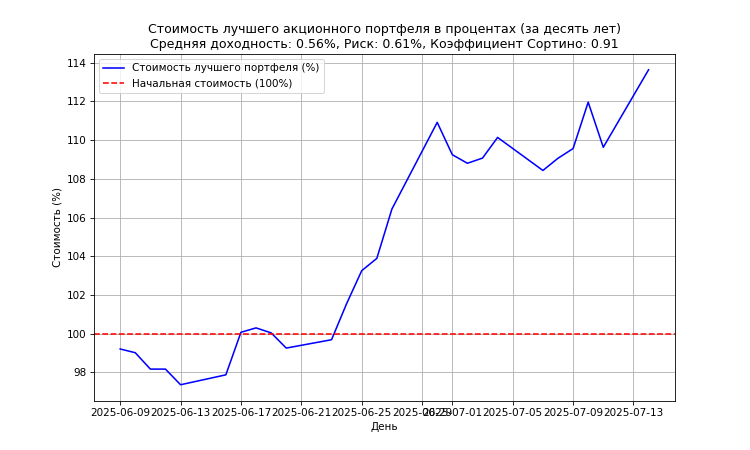 Стоимость лучшего акционного портфеля в процентах (за десять лет)
Средняя доходность: 0.56%, Риск: 0.61%, Коэффициент Сортино: 0.91
Стоимость лучшего портфеля (%)
Начальная стоимость (100%)
Стоимость (%)
114
112
110
108
106
104
102
100
98
2025-06-09 2025-06-13 2025-06-17 2025-06-21 2025-06-25 2025-06-29 2025-07-01 2025-07-05 2025-07-09 2025-07-13
День